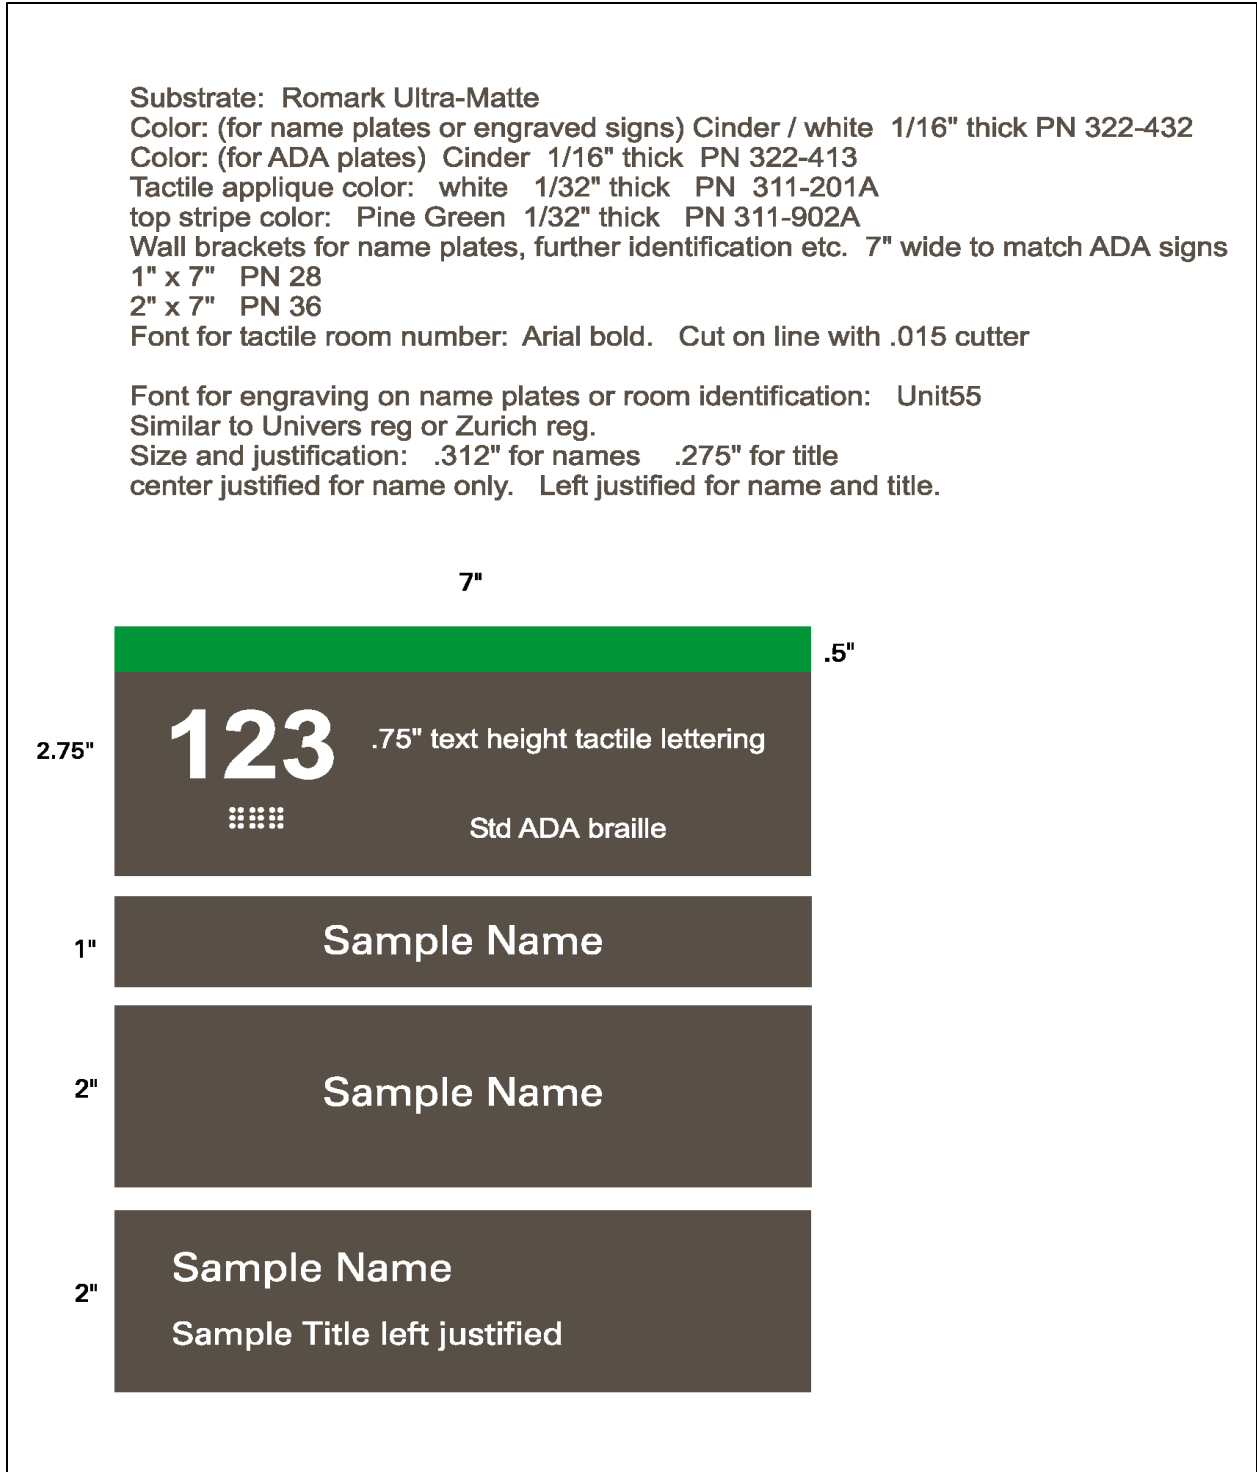 Substrate:  Romark Ultra-Matte
Color: (for name plates or engraved signs) Cinder / white  1/16" thick PN 322-432
Color: (for ADA plates)  Cinder  1/16" thick  PN 322-413
Tactile applique color:   white   1/32" thick   PN  311-201A
top stripe color:   Pine Green  1/32" thick   PN 311-902A
Wall brackets for name plates, further identification etc.  7" wide to match ADA signs
1" x 7"   PN 28
2" x 7"   PN 36
Font for tactile room number:  Arial bold.   Cut on line with .015 cutter
Font for engraving on name plates or room identification:   Unit55
Similar to Univers reg or Zurich reg.
Size and justification:   .312" for names    .275" for title
center justified for name only.   Left justified for name and title.
7"
.5"
2.75"
123
.75" text height tactile lettering
Std ADA braille
1"
Sample Name
2"
Sample Name
2"
Sample Name
Sample Title left justified